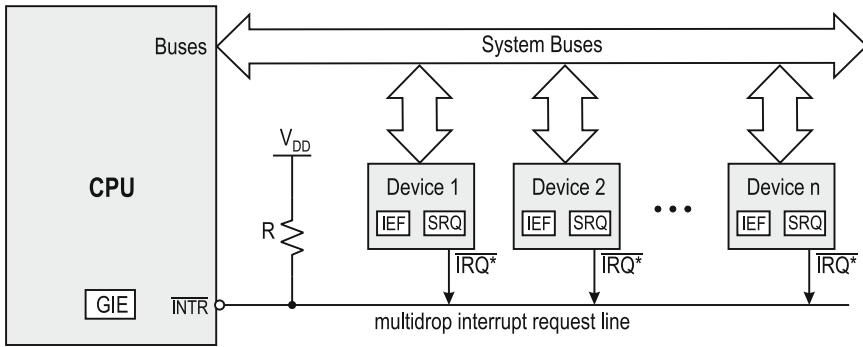 Buses
System Buses
V_DD
CPU
Device 1
Device 2
Device n
IEF SRQ
IEF SRQ
IEF SRQ
R
IRQ*
IRQ*
IRQ*
GIE
INTR
multidrop interrupt request line